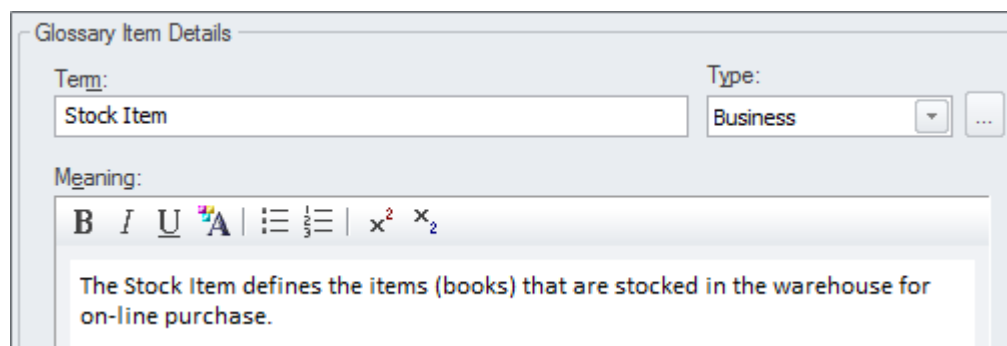 Glossary Item Details
Term: Type:
Stock Item Business ...
Meaning:
B I U A x² x₂
The Stock Item defines the items (books) that are stocked in the warehouse for
on-line purchase.